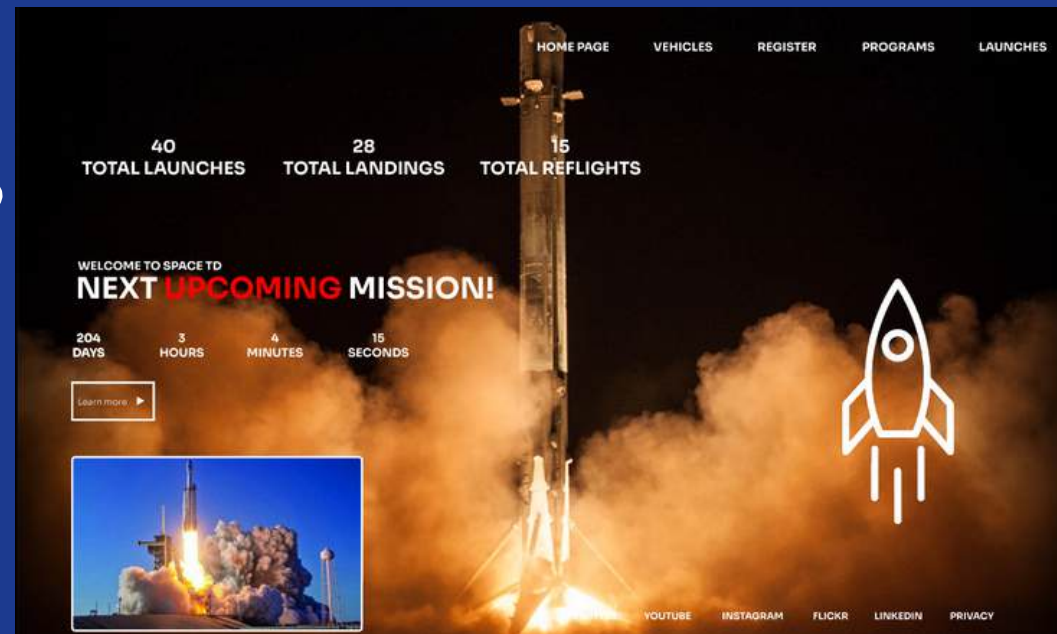 HOME PAGE VEHICLES REGISTER PROGRAMS LAUNCHES
40 28 15
TOTAL LAUNCHES TOTAL LANDINGS TOTAL REFLIGHTS
WELCOME TO SPACE TD
NEXT UPCOMING MISSION!
204 3 4 15
DAYS HOURS MINUTES SECONDS
Learn more
YOUTUBE INSTAGRAM FLICKR LINKEDIN PRIVACY